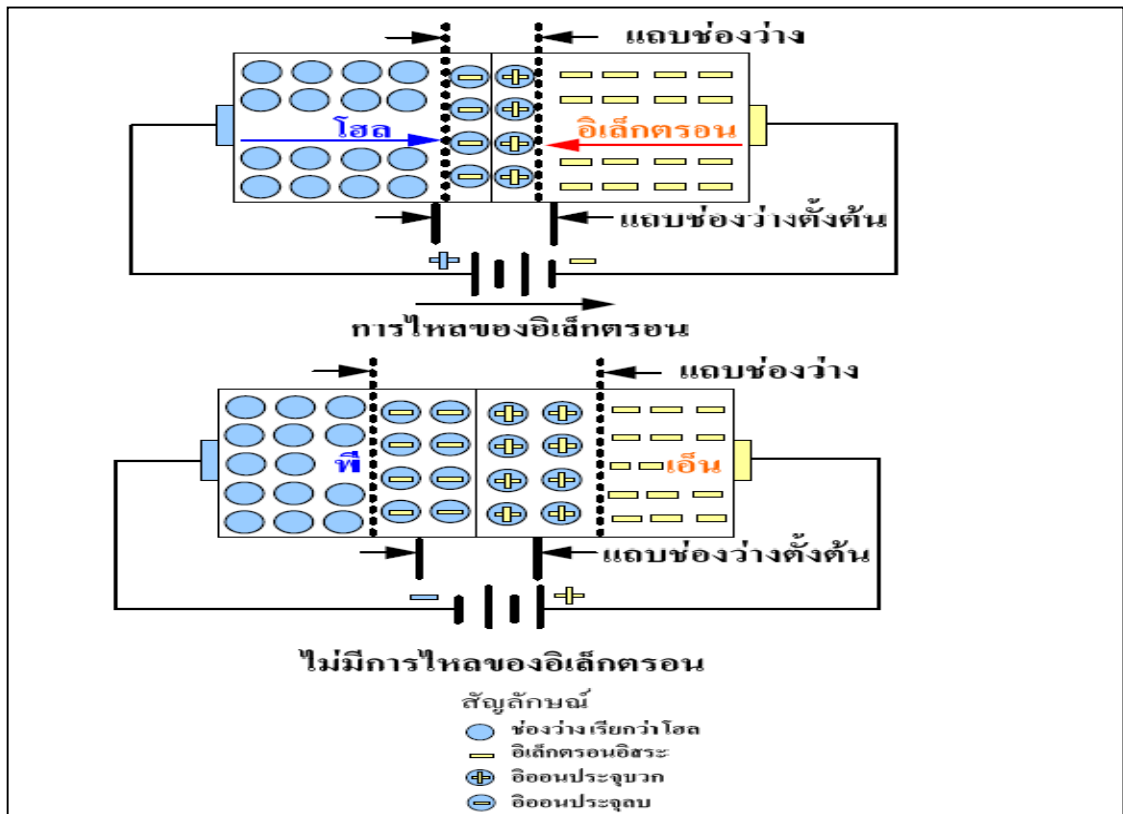 แถบช่องว่าง
โฮล
อิเล็กตรอน
แถบช่องว่างตั้งต้น
การไหลของอิเล็กตรอน
แถบช่องว่าง
พี
เอ็น
แถบช่องว่างตั้งต้น
ไม่มีการไหลของอิเล็กตรอน
สัญลักษณ์
ช่องว่างเรียกว่าโฮล
อิเล็กตรอนอิสระ
อิออนประจุบวก
อิออนประจุลบ